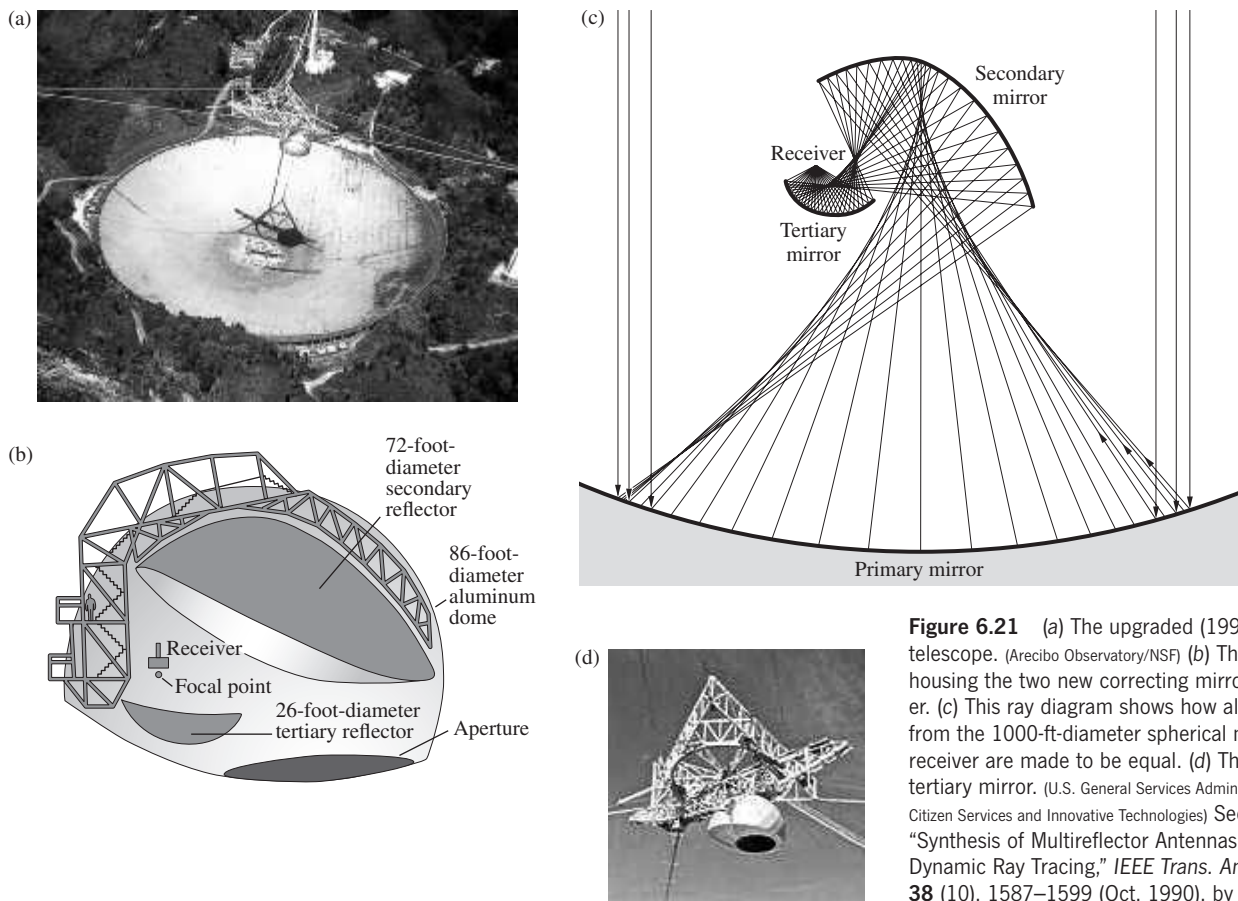 (a)
(b)
72-foot-
diameter
secondary
reflector
86-foot-
diameter
aluminum
dome
Receiver
Focal point
26-foot-diameter
tertiary reflector
Aperture
(c)
Secondary
mirror
Receiver
Tertiary
mirror
Primary mirror
(d)
Figure 6.21 (a) The upgraded (199
telescope. (Arecibo Observatory/NSF) (b) Th
housing the two new correcting mirro
er. (c) This ray diagram shows how al
from the 1000-ft-diameter spherical m
receiver are made to be equal. (d) Th
tertiary mirror. (U.S. General Services Admin
Citizen Services and Innovative Technologies) See
“Synthesis of Multireflector Antennas
Dynamic Ray Tracing,” IEEE Trans. An
38 (10), 1587–1599 (Oct. 1990), by